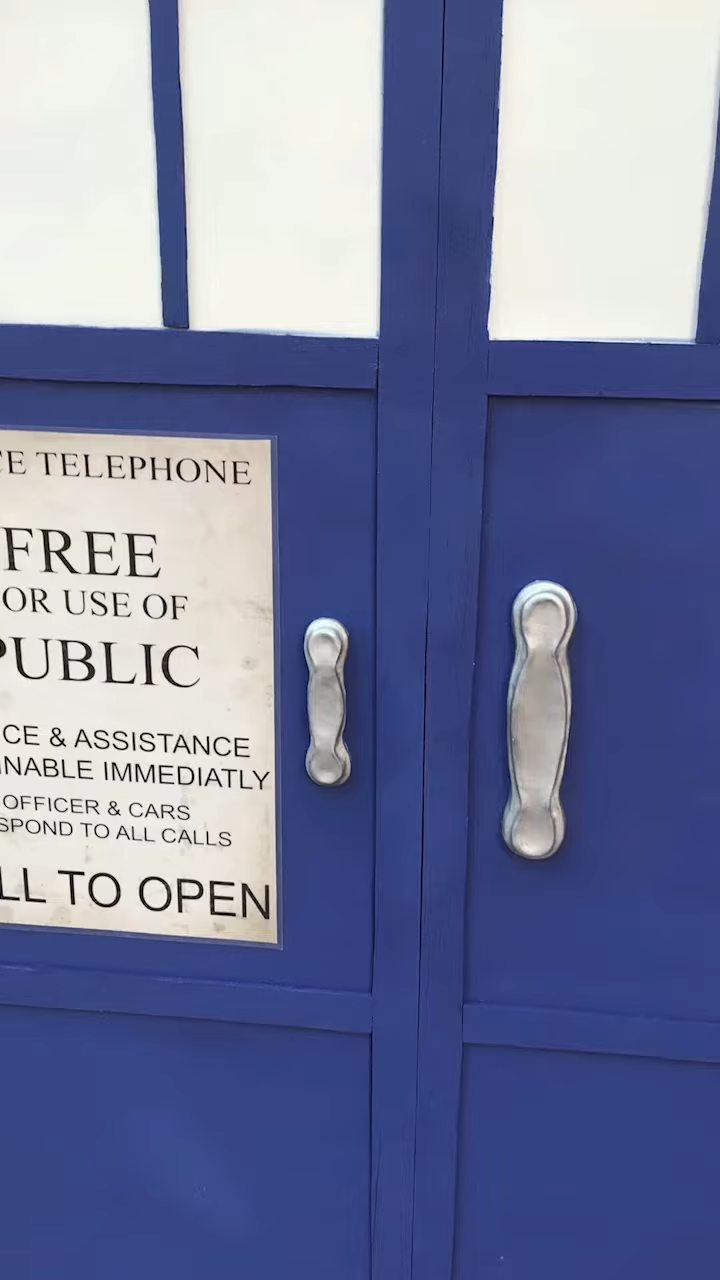 CE TELEPHONE
FREE
OR USE OF
PUBLIC
CE & ASSISTANCE
INABLE IMMEDIATLY
OFFICER & CARS
SPOND TO ALL CALLS
LL TO OPEN